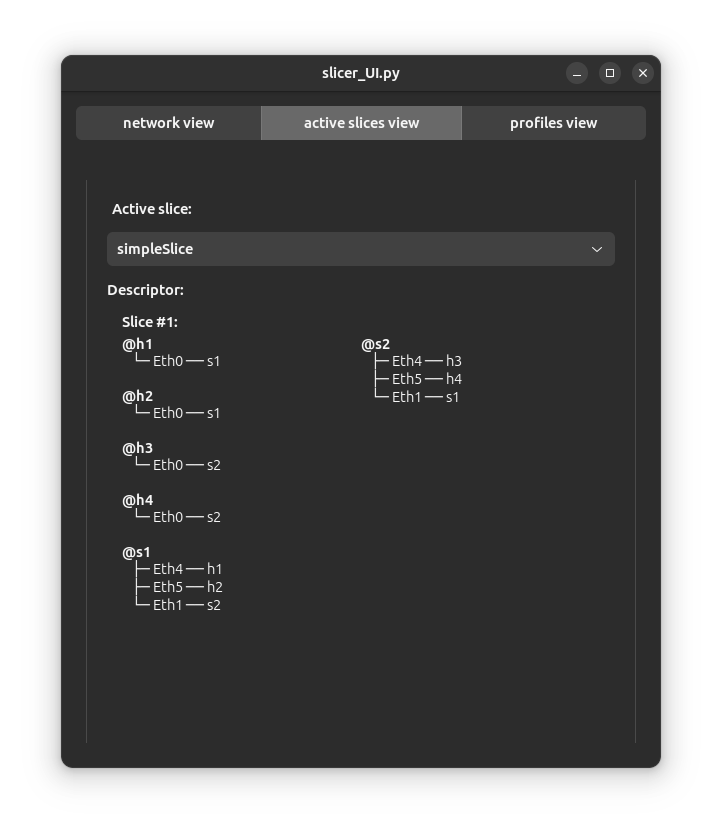 slicer_UI.py
network view
active slices view
profiles view
Active slice:
simpleSlice
Descriptor:
Slice #1:
@h1
└─ Eth0 ── s1
@h2
└─ Eth0 ── s1
@h3
└─ Eth0 ── s2
@h4
└─ Eth0 ── s2
@s1
├─ Eth4 ── h1
├─ Eth5 ── h2
└─ Eth1 ── s2
@s2
├─ Eth4 ── h3
├─ Eth5 ── h4
└─ Eth1 ── s1